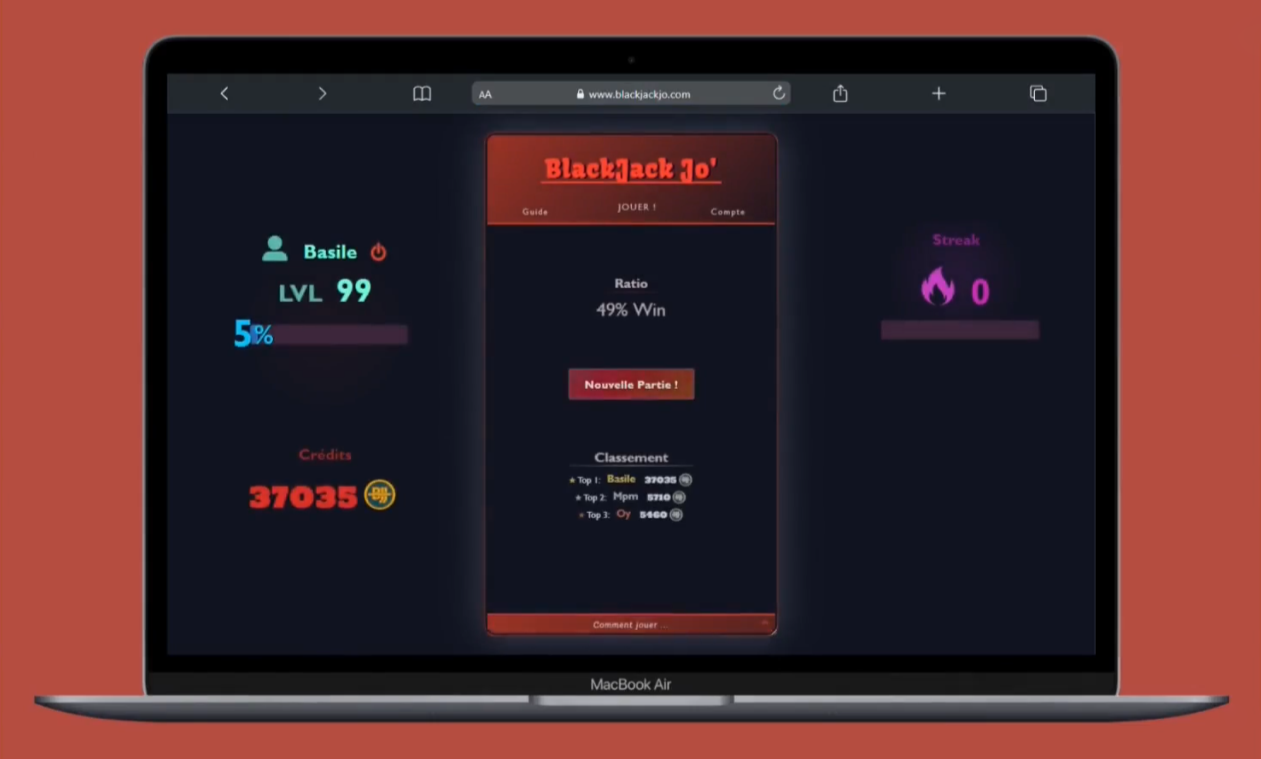 AA www.blackjackjo.com
BlackJack Jo'
Guide JOUER ! Compte
Basile
LVL 99
5%
Crédits
37035
Ratio
49% Win
Nouvelle Partie !
Classement
Top 1: Basile 37035
Top 2: Mpm 5710
Top 3: Oy 5460
Comment jouer ...
Streak
0
MacBook Air